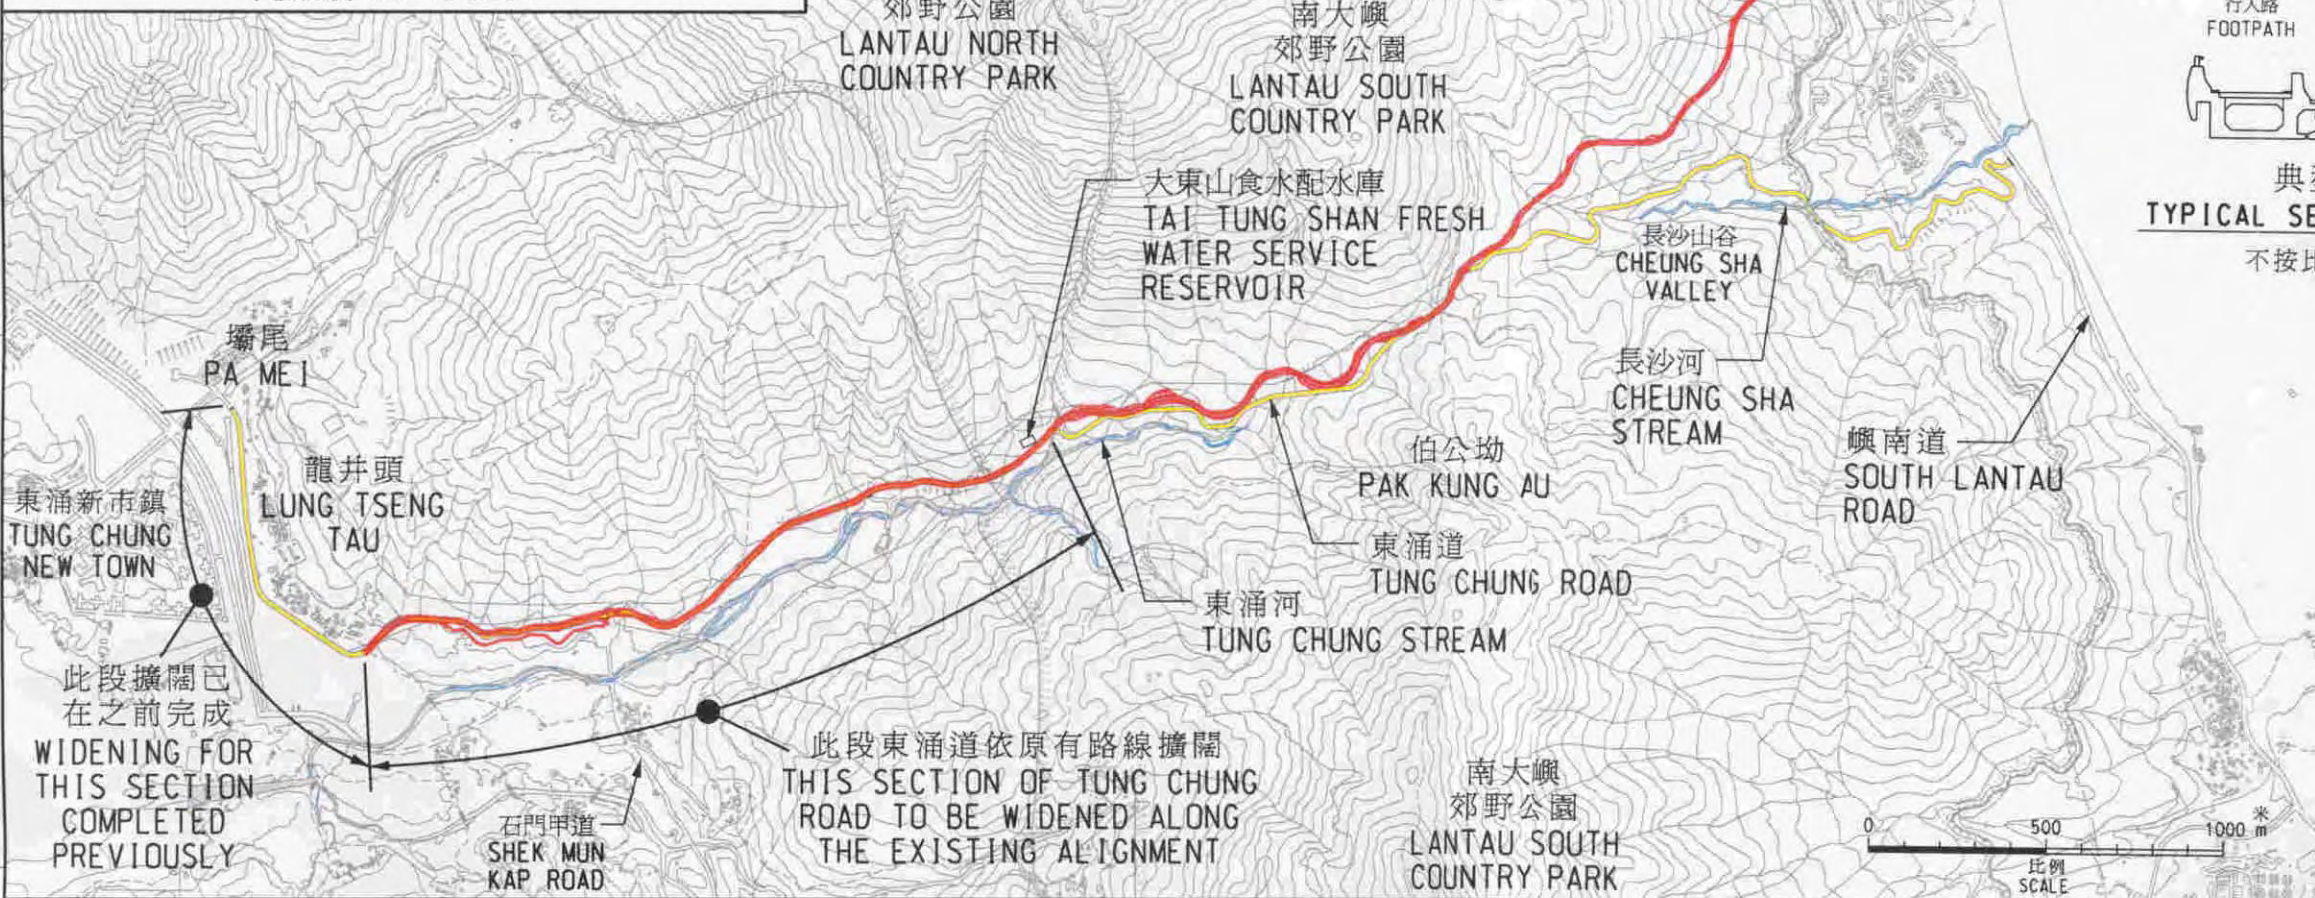 郊野公園
LANTAU NORTH
COUNTRY PARK
南大嶼
郊野公園
LANTAU SOUTH
COUNTRY PARK
行人路
FOOTPATH
TYPICAL SE
不按比
大東山食水配水庫
TAI TUNG SHAN FRESH
WATER SERVICE
RESERVOIR
長沙山谷
CHEUNG SHA
VALLEY
長沙河
CHEUNG SHA
STREAM
嶼南道
SOUTH LANTAU
ROAD
壩尾
PA MEI
龍井頭
LUNG TSENG
TAU
東涌新市鎮
TUNG CHUNG
NEW TOWN
伯公坳
PAK KUNG AU
東涌道
TUNG CHUNG ROAD
東涌河
TUNG CHUNG STREAM
此段擴闊已
在之前完成
WIDENING FOR
THIS SECTION
COMPLETED
PREVIOUSLY
石門甲道
SHEK MUN
KAP ROAD
此段東涌道依原有路線擴闊
THIS SECTION OF TUNG CHUNG
ROAD TO BE WIDENED ALONG
THE EXISTING ALIGNMENT
南大嶼
郊野公園
LANTAU SOUTH
COUNTRY PARK
0 500 1000 米 m
比例
SCALE